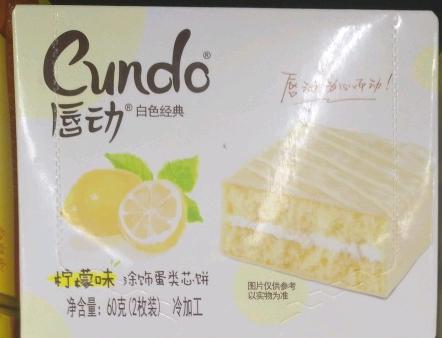 Cundo®
唇动® 白色经典
唇动 为心而动!
柠檬味 涂饰蛋类芯饼
净含量: 60克(2枚装) 冷加工
图片仅供参考
以实物为准